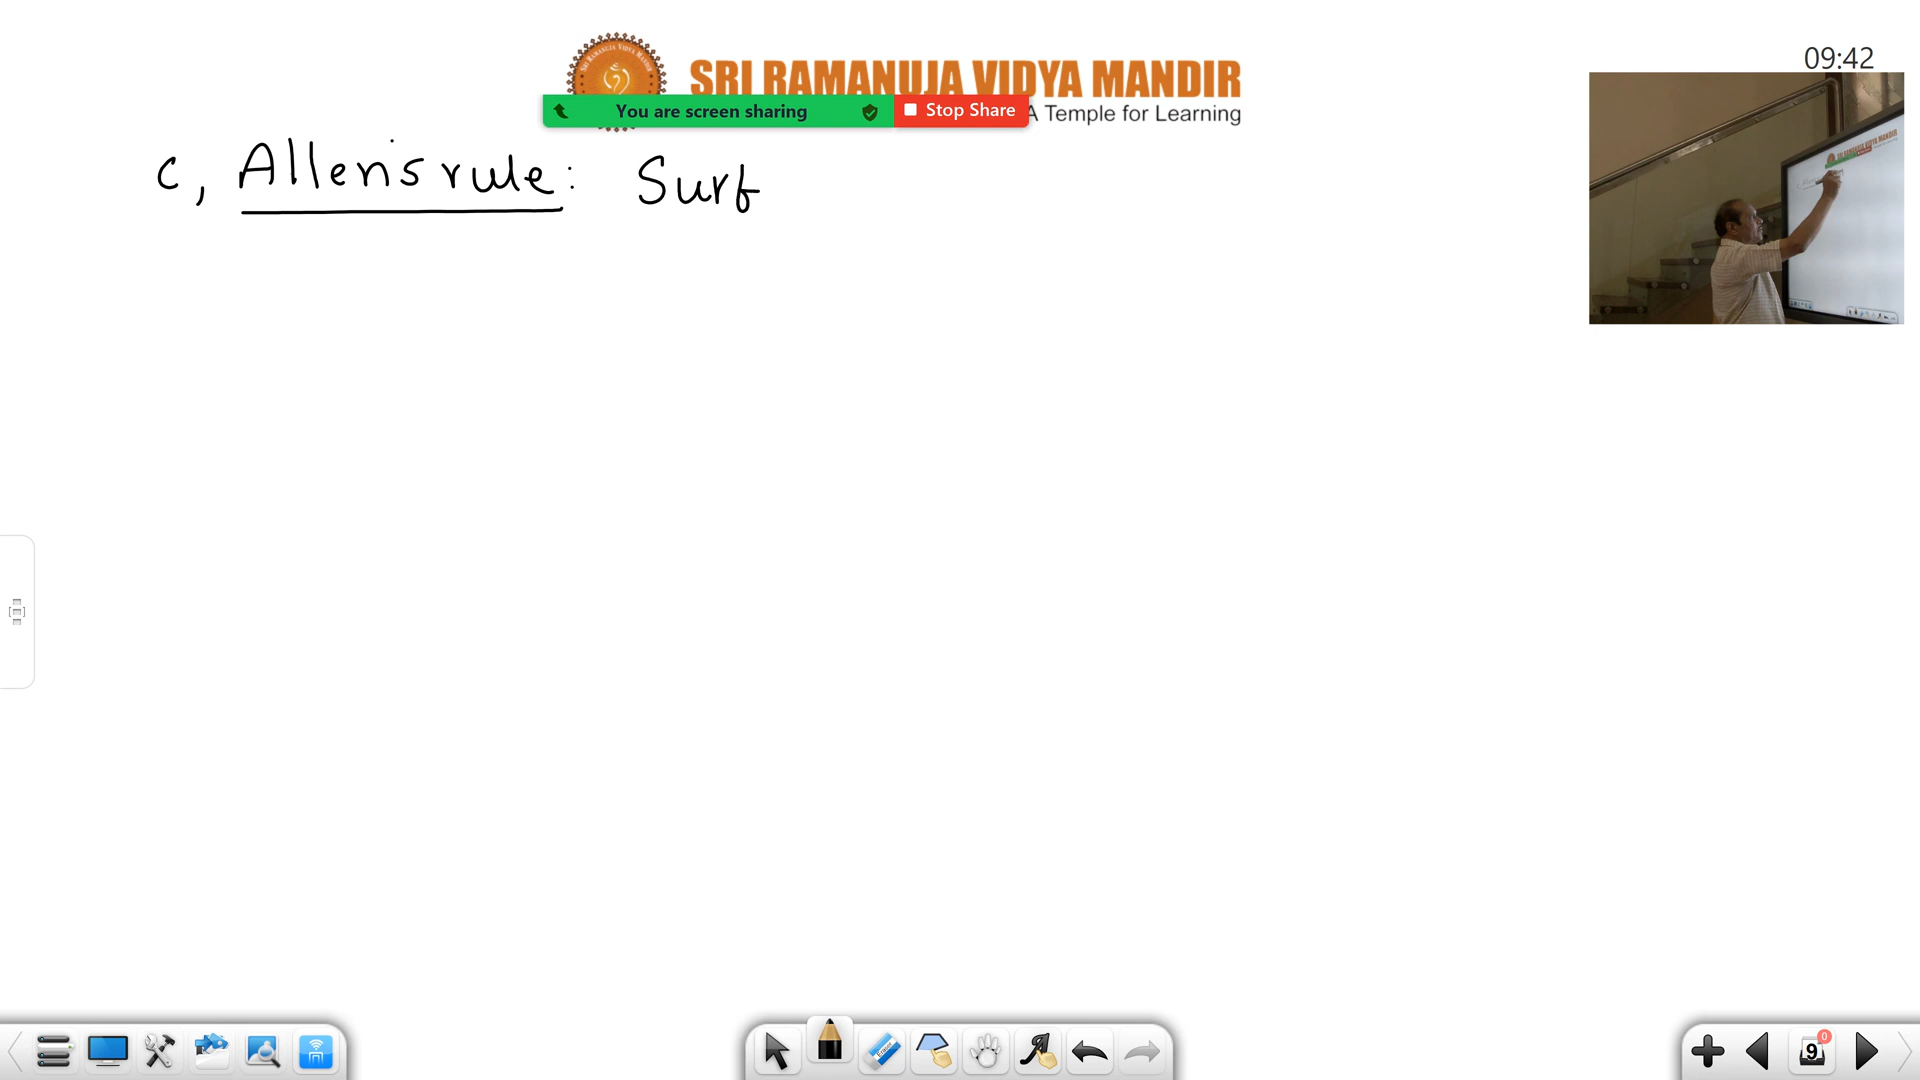 SRI RAMANUJA VIDYA MANDIR
A Temple for Learning
You are screen sharing
Stop Share
09:42
c, Allen's rule: Surf
9
0